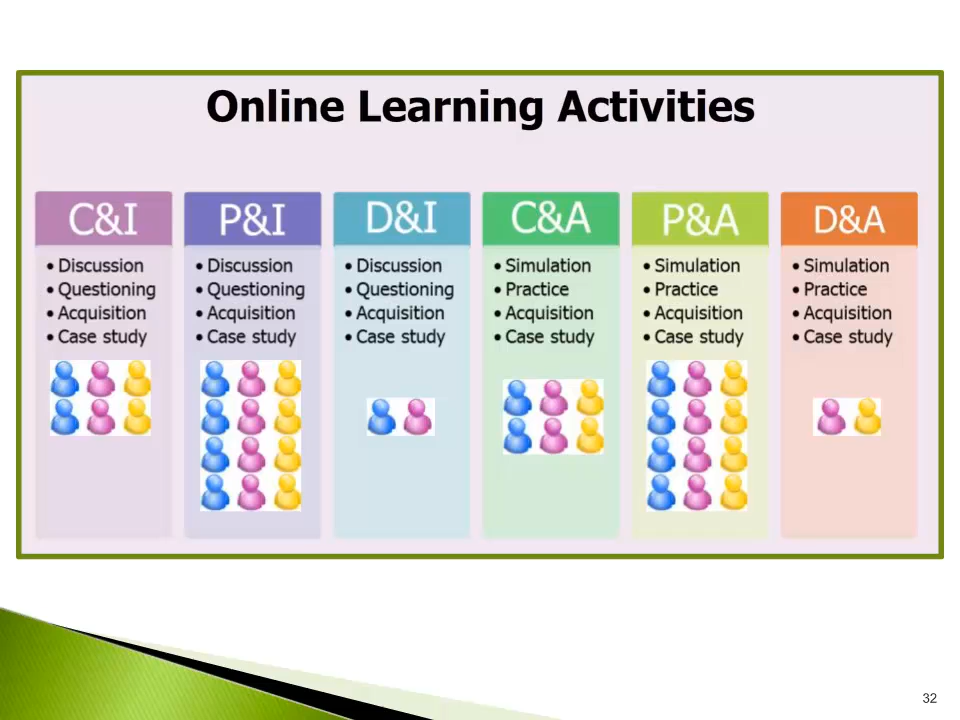 Online Learning Activities
C&I
• Discussion
• Questioning
• Acquisition
• Case study
P&I
• Discussion
• Questioning
• Acquisition
• Case study
D&I
• Discussion
• Questioning
• Acquisition
• Case study
C&A
• Simulation
• Practice
• Acquisition
• Case study
P&A
• Simulation
• Practice
• Acquisition
• Case study
D&A
• Simulation
• Practice
• Acquisition
• Case study
32